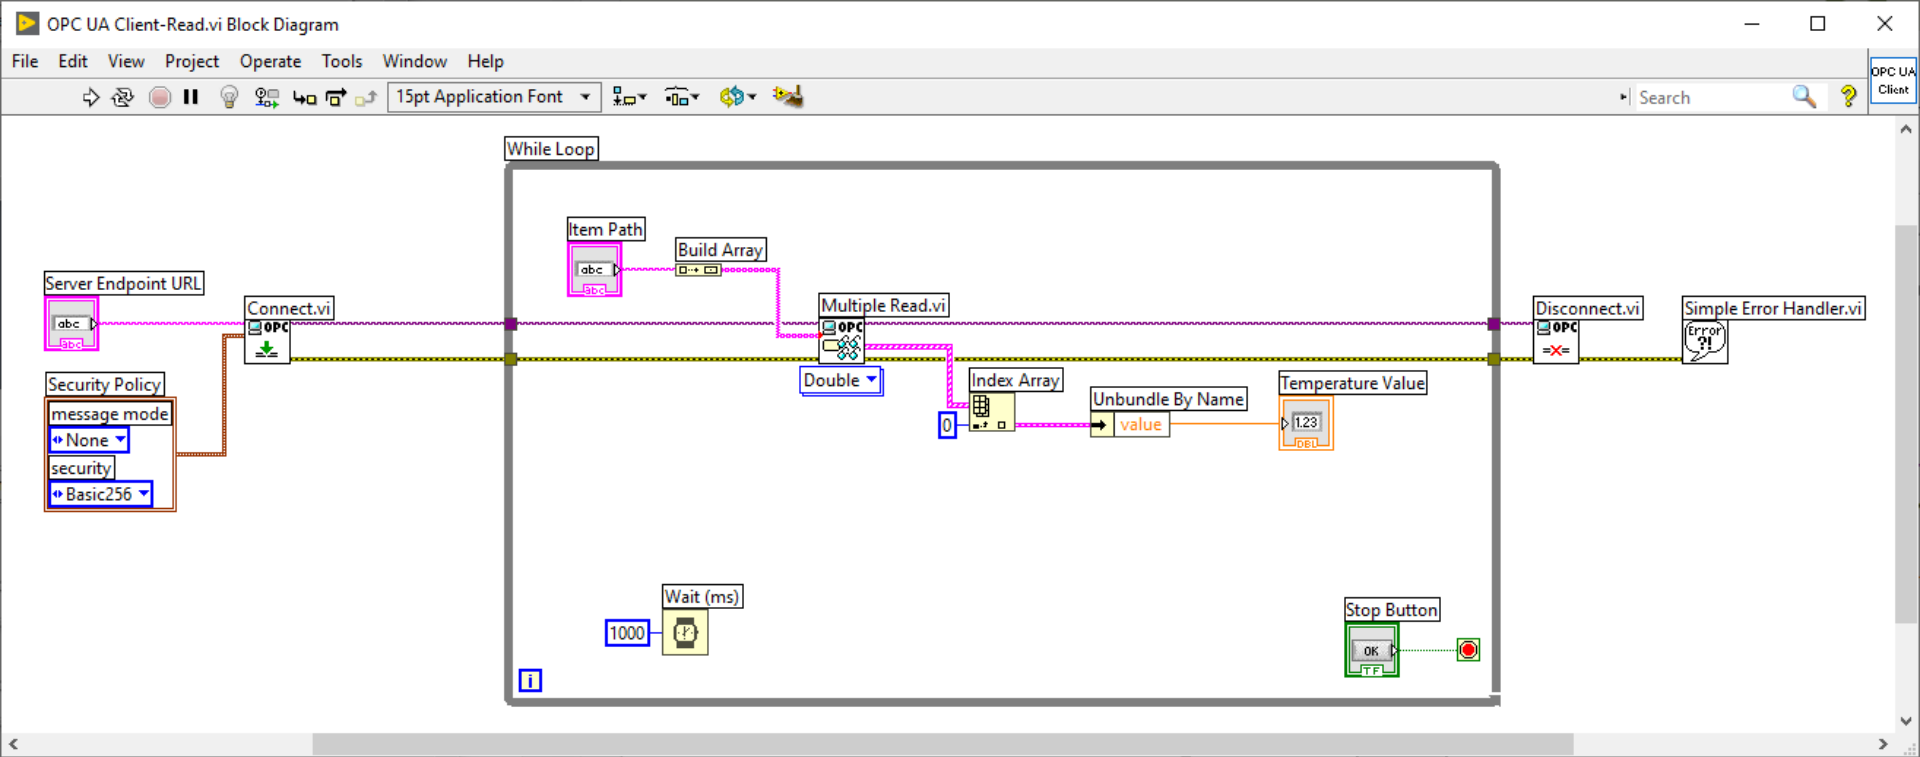 OPC UA Client-Read.vi Block Diagram
File Edit View Project Operate Tools Window Help
15pt Application Font
Search
OPC UA
Client
While Loop
Item Path
abc
abc
Build Array
Server Endpoint URL
abc
abc
Connect.vi
OPC
Multiple Read.vi
OPC
Double
Disconnect.vi
OPC
Simple Error Handler.vi
Error
?!
Security Policy
message mode
None
security
Basic256
Index Array
0
Unbundle By Name
value
Temperature Value
1.23
DBL
Wait (ms)
1000
Stop Button
OK
TF
i